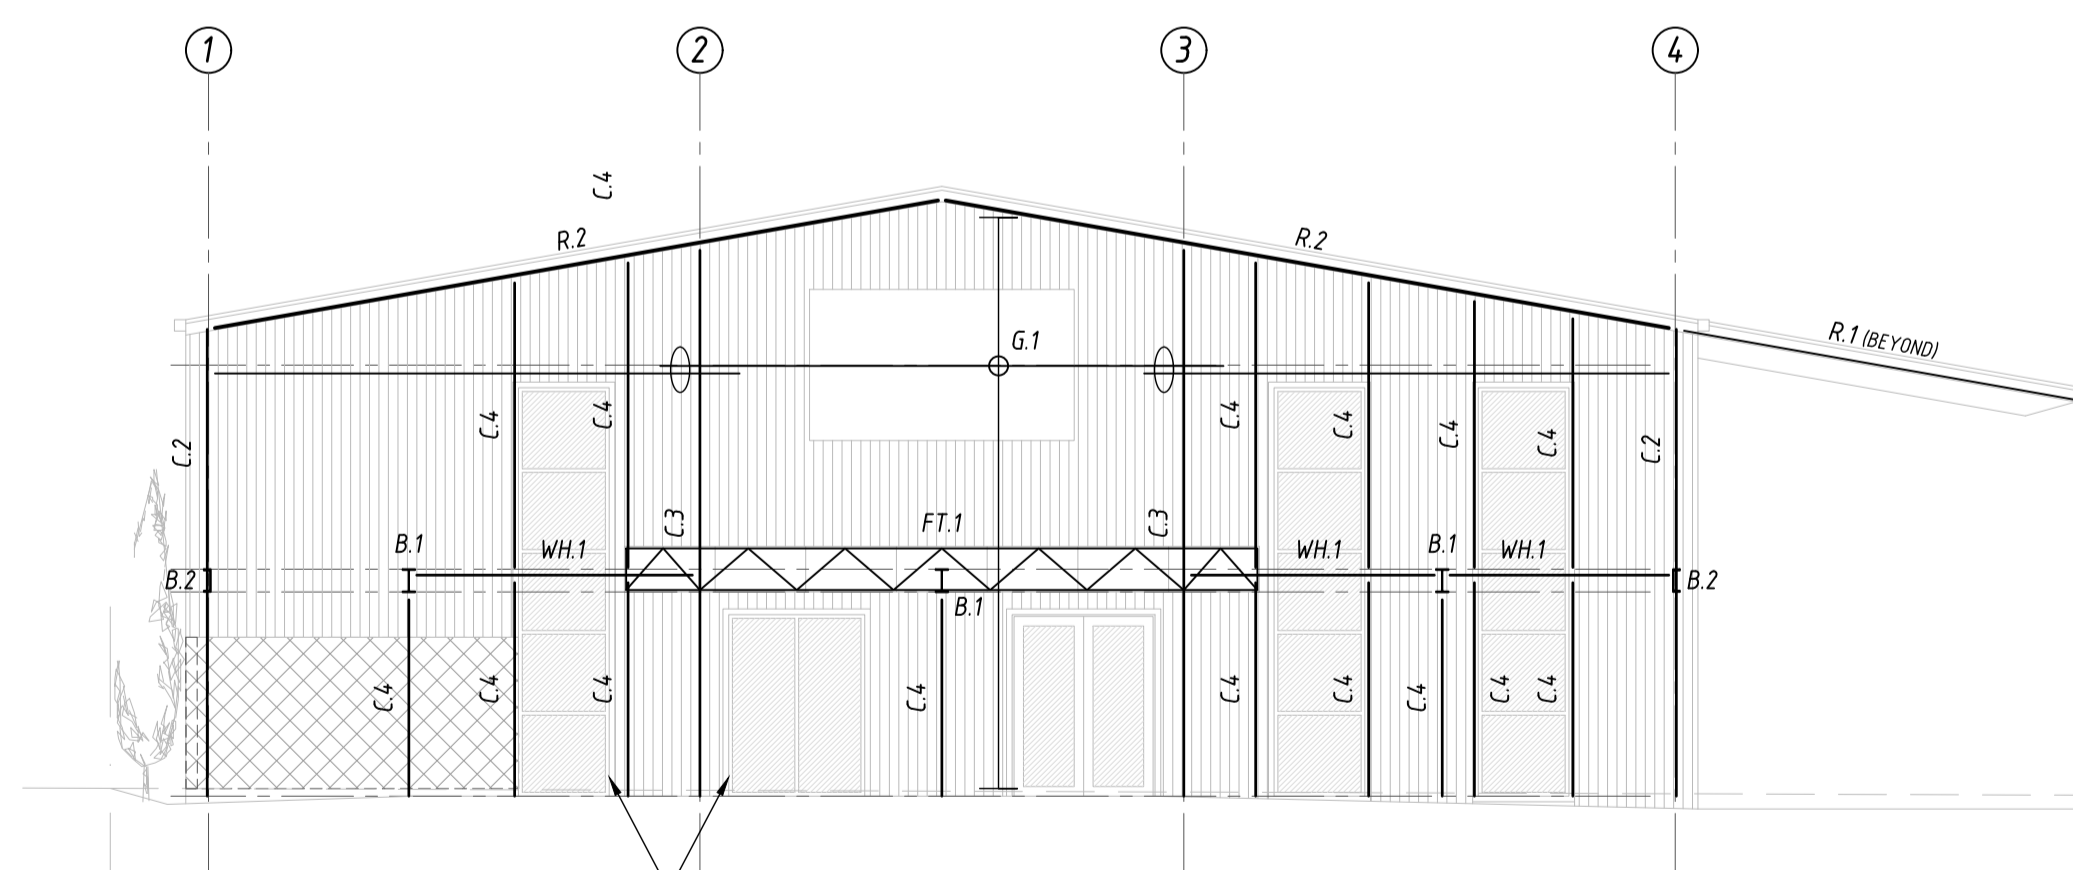 1 2 3 4
C.4
R.2 R.2
R.1 (BEYOND)
G.1
C.2 C.4 C.4 C.4 C.4 C.4 C.4 C.2
C.3 FT.1 C.3
B.1 WH.1 WH.1 B.1 WH.1
B.2 B.2
B.1
C.4 C.4 C.4 C.4 C.4 C.4 C.4 C.4 C.4